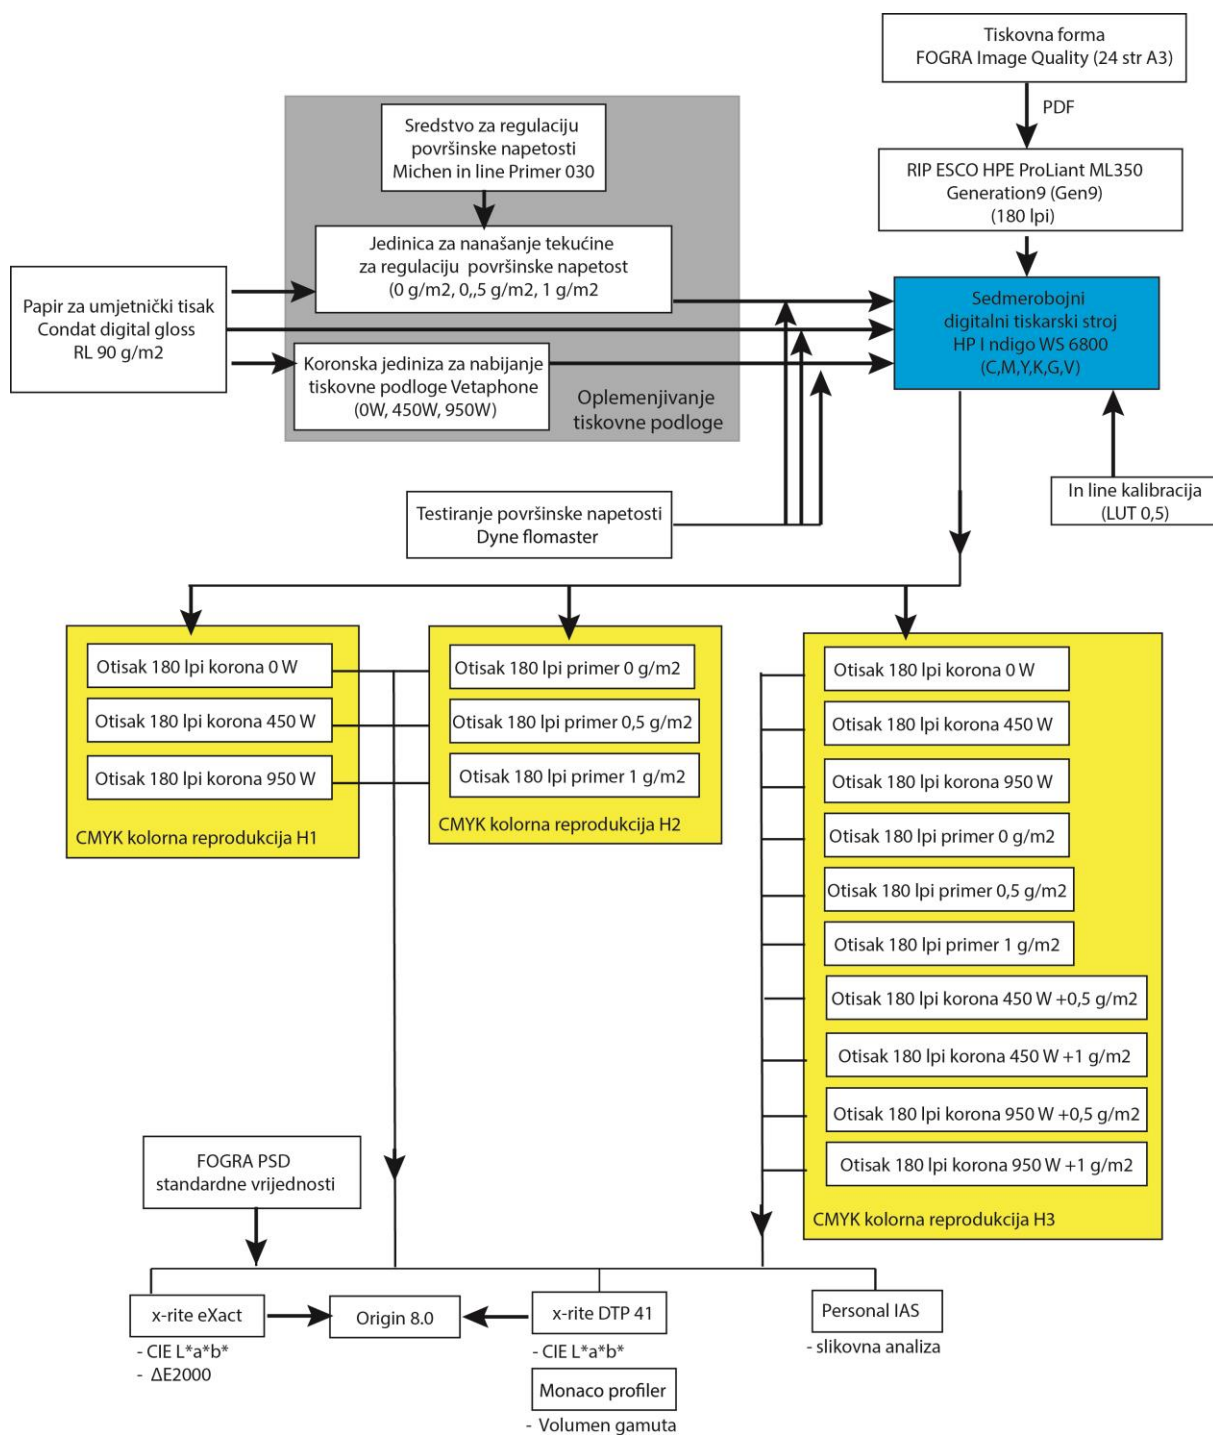 Tiskovna forma
FOGRA Image Quality (24 str A3)
PDF
Sredstvo za regulaciju
površinske napetosti
Michen in line Primer 030
RIP ESCO HPE ProLiant ML350
Generation9 (Gen9)
(180 lpi)
Jedinica za nanašanje tekućine
za regulaciju površinske napetost
(0 g/m2, 0,,5 g/m2, 1 g/m2
Papir za umjetnički tisak
Condat digital gloss
RL 90 g/m2
Sedmerobojni
digitalni tiskarski stroj
HP I ndigo WS 6800
(C,M,Y,K,G,V)
Koronska jediniza za nabijanje
tiskovne podloge Vetaphone
(0W, 450W, 950W)
Oplemenjivanje
tiskovne podloge
Testiranje površinske napetosti
Dyne flomaster
In line kalibracija
(LUT 0,5)
Otisak 180 lpi korona 0 W
Otisak 180 lpi korona 450 W
Otisak 180 lpi korona 950 W
CMYK kolorna reprodukcija H1
Otisak 180 lpi primer 0 g/m2
Otisak 180 lpi primer 0,5 g/m2
Otisak 180 lpi primer 1 g/m2
CMYK kolorna reprodukcija H2
Otisak 180 lpi korona 0 W
Otisak 180 lpi korona 450 W
Otisak 180 lpi korona 950 W
Otisak 180 lpi primer 0 g/m2
Otisak 180 lpi primer 0,5 g/m2
Otisak 180 lpi primer 1 g/m2
Otisak 180 lpi korona 450 W +0,5 g/m2
Otisak 180 lpi korona 450 W +1 g/m2
Otisak 180 lpi korona 950 W +0,5 g/m2
Otisak 180 lpi korona 950 W +1 g/m2
CMYK kolorna reprodukcija H3
FOGRA PSD
standardne vrijednosti
x-rite eXact
- CIE L*a*b*
- ΔE2000
Origin 8.0
x-rite DTP 41
- CIE L*a*b*
Monaco profiler
- Volumen gamuta
Personal IAS
- slikovna analiza